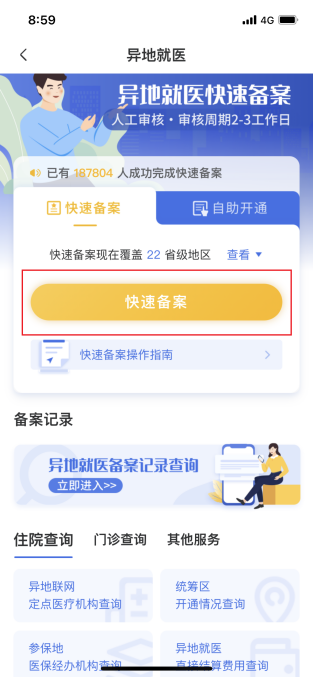 8:59
4G
异地就医
异地就医快速备案
人工审核·审核周期2-3工作日
已有 187804 人成功完成快速备案
快速备案
自助开通
快速备案现在覆盖 22 省级地区 查看
快速备案
快速备案操作指南
备案记录
异地就医备案记录查询
立即进入>>
住院查询 门诊查询 其他服务
异地联网
定点医疗机构查询
统筹区
开通情况查询
参保地
医保经办机构查询
异地就医
直接结算费用查询